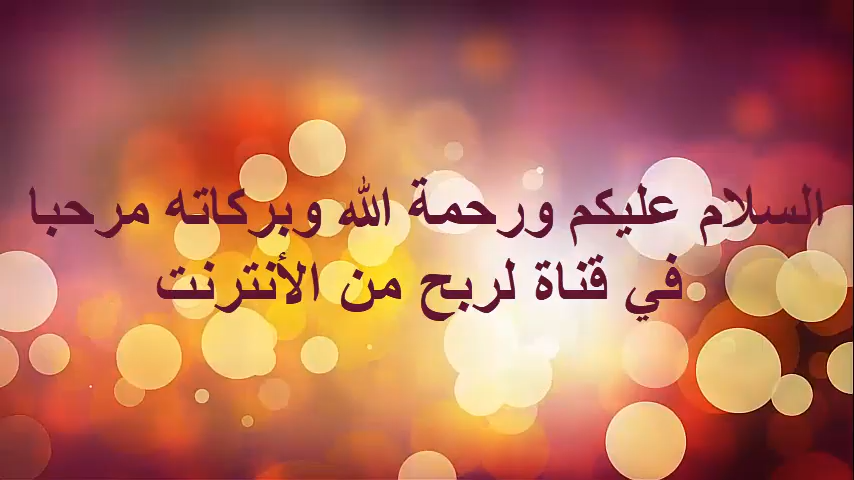 السلام عليكم ورحمة الله وبركاته مرحبا
في قناة لربح من الأنترنت